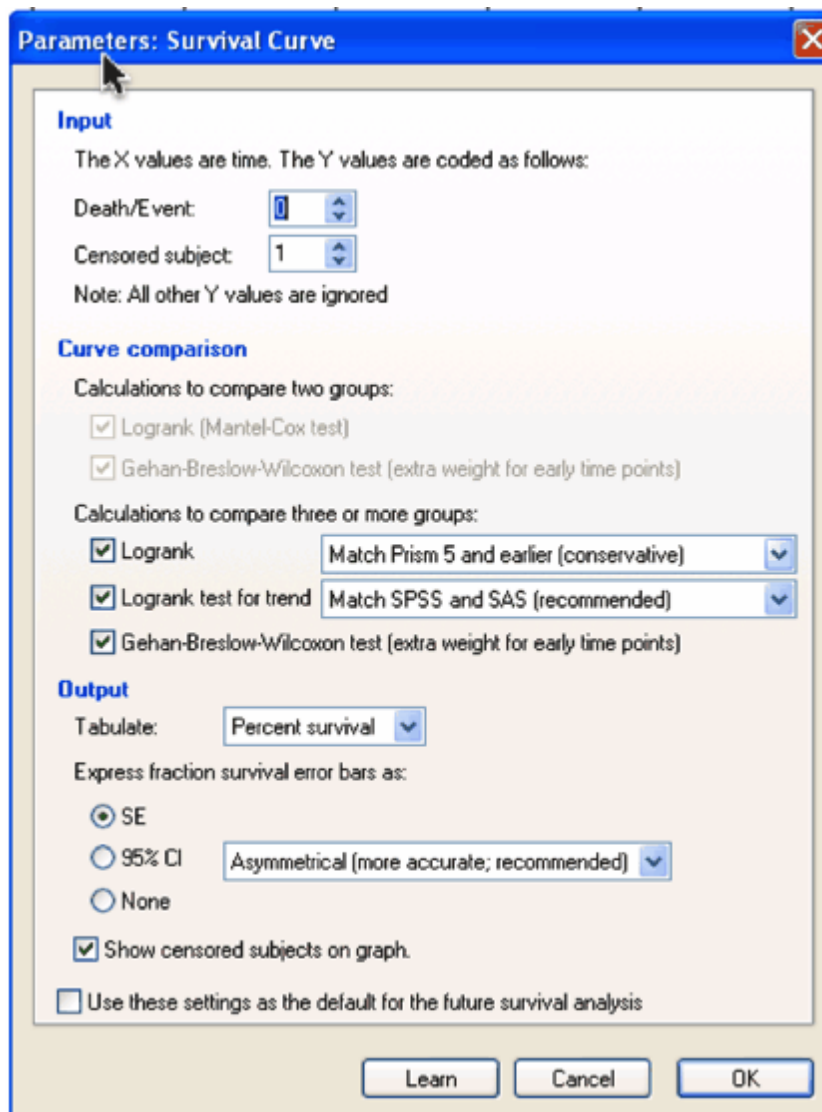 Parameters: Survival Curve
Input
The X values are time. The Y values are coded as follows:
Death/Event: 0
Censored subject: 1
Note: All other Y values are ignored
Curve comparison
Calculations to compare two groups:
Logrank (Mantel-Cox test)
Gehan-Breslow-Wilcoxon test (extra weight for early time points)
Calculations to compare three or more groups:
Logrank Match Prism 5 and earlier (conservative)
Logrank test for trend Match SPSS and SAS (recommended)
Gehan-Breslow-Wilcoxon test (extra weight for early time points)
Output
Tabulate: Percent survival
Express fraction survival error bars as:
SE
95% CI Asymmetrical (more accurate; recommended)
None
Show censored subjects on graph.
Use these settings as the default for the future survival analysis
Learn Cancel OK